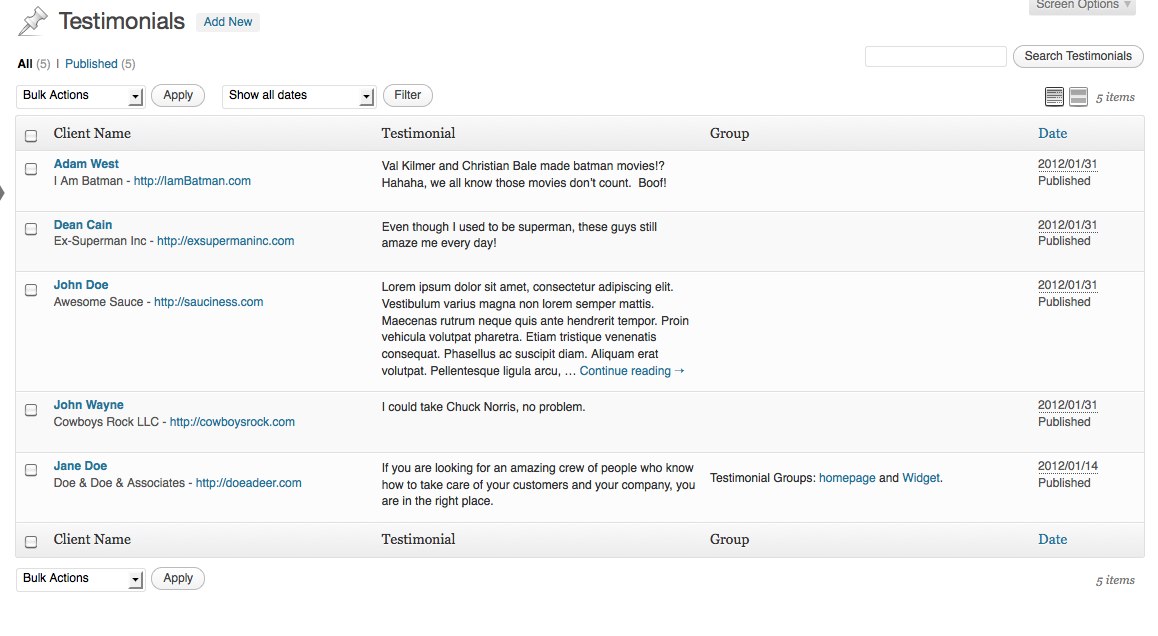 Screen Options
Testimonials Add New
All (5) | Published (5)
Search Testimonials
Bulk Actions Apply Show all dates Filter 5 items
Client Name Testimonial Group Date
Adam West
I Am Batman - http://IamBatman.com
Val Kilmer and Christian Bale made batman movies!?
Hahaha, we all know those movies don't count.  Boof!
2012/01/31
Published
Dean Cain
Ex-Superman Inc - http://exsupermaninc.com
Even though I used to be superman, these guys still
amaze me every day!
2012/01/31
Published
John Doe
Awesome Sauce - http://sauciness.com
Lorem ipsum dolor sit amet, consectetur adipiscing elit.
Vestibulum varius magna non lorem semper mattis.
Maecenas rutrum neque quis ante hendrerit tempor. Proin
vehicula volutpat pharetra. Etiam tristique venenatis
consequat. Phasellus ac suscipit diam. Aliquam erat
volutpat. Pellentesque ligula arcu, … Continue reading →
2012/01/31
Published
John Wayne
Cowboys Rock LLC - http://cowboysrock.com
I could take Chuck Norris, no problem.
2012/01/31
Published
Jane Doe
Doe & Doe & Associates - http://doeadeer.com
If you are looking for an amazing crew of people who know
how to take care of your customers and your company, you
are in the right place.
Testimonial Groups: homepage and Widget.
2012/01/14
Published
Client Name Testimonial Group Date
Bulk Actions Apply 5 items